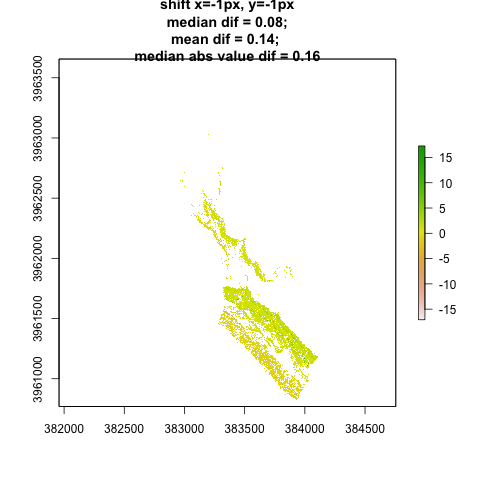 shift x=-1px, y=-1px
median dif = 0.08;
mean dif = 0.14;
median abs value dif = 0.16
3963500
3963000
3962500
3962000
3961500
3961000
382000 382500 383000 383500 384000 384500
15
10
5
0
-5
-10
-15